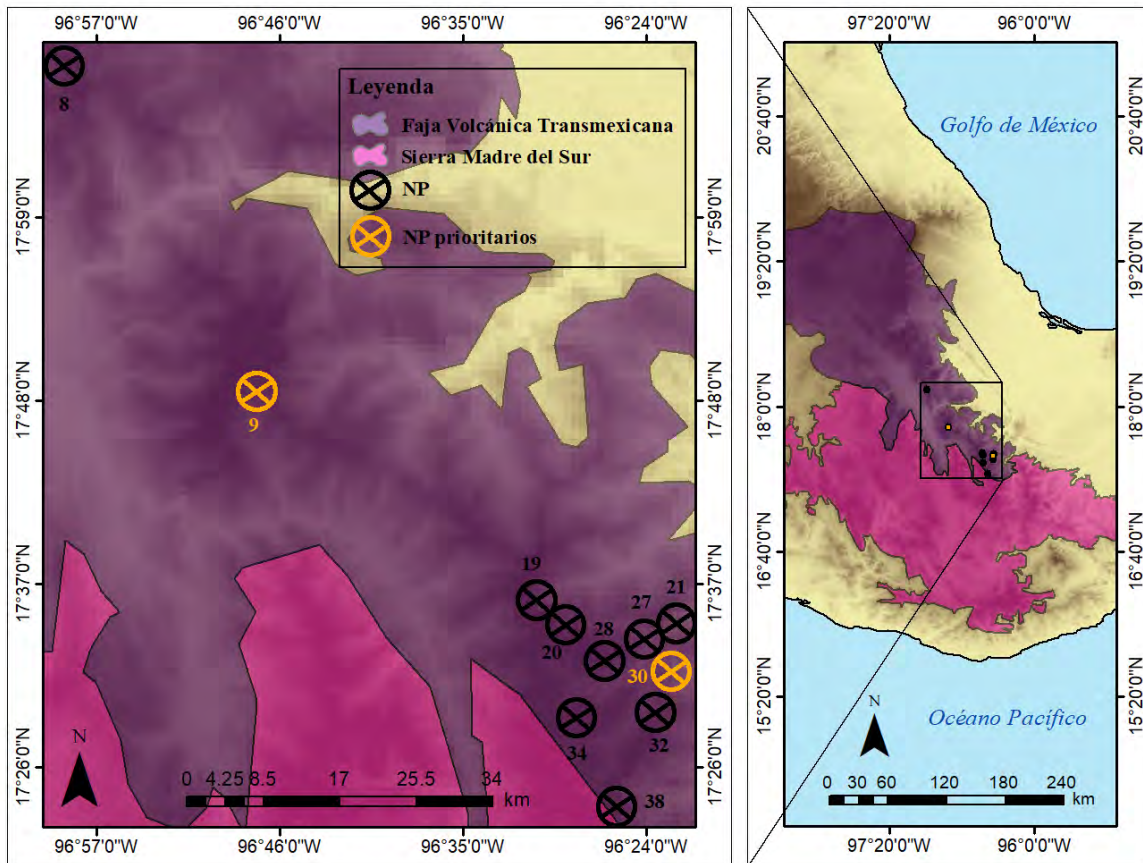 96°57'0"W 96°46'0"W 96°35'0"W 96°24'0"W
97°20'0"W 96°0'0"W
8
Leyenda
Faja Volcánica Transmexicana
Sierra Madre del Sur
NP
NP prioritarios
17°59'0"N 17°59'0"N
17°48'0"N 17°48'0"N
9
17°37'0"N 17°37'0"N
19
20
28
27
21
30
34
32
38
17°26'0"N 17°26'0"N
N
0 4.25 8.5 17 25.5 34
km
96°57'0"W 96°46'0"W 96°35'0"W 96°24'0"W
Golfo de México
20°40'0"N 20°40'0"N
19°20'0"N 19°20'0"N
18°0'0"N 18°0'0"N
16°40'0"N 16°40'0"N
15°20'0"N 15°20'0"N
Océano Pacífico
N
0 30 60 120 180 240
km
97°20'0"W 96°0'0"W